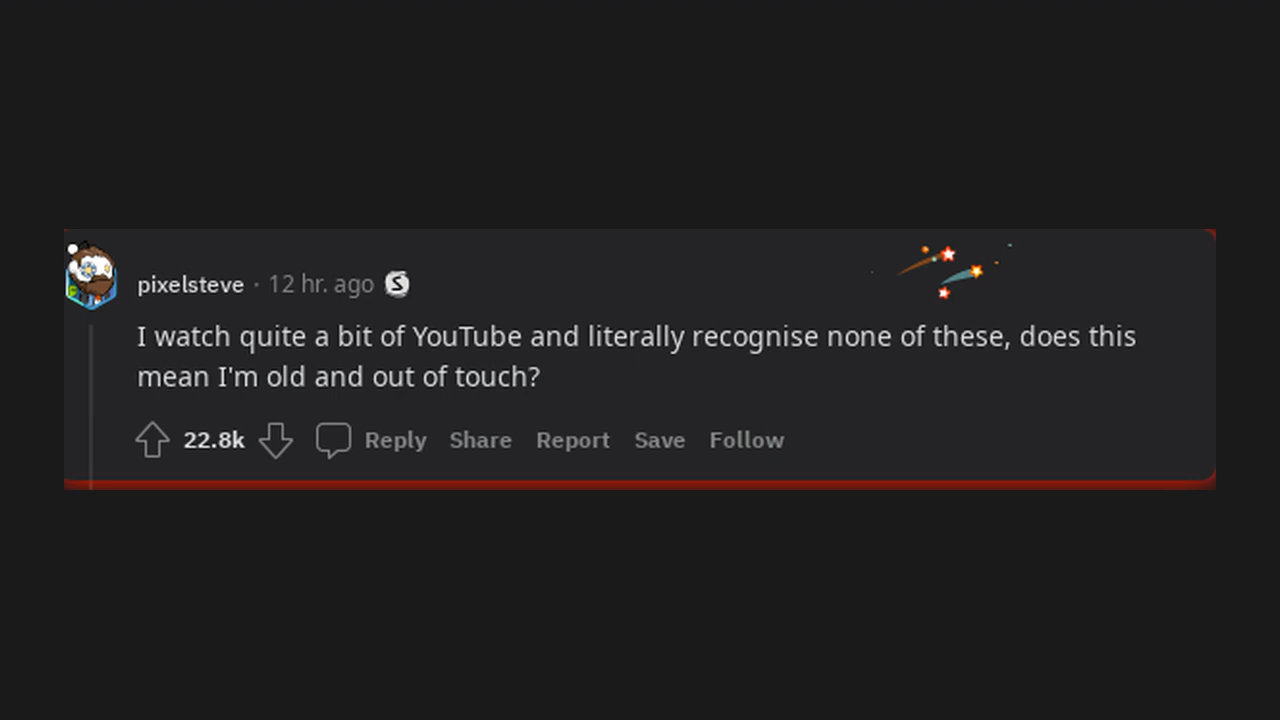 pixelsteve · 12 hr. ago
I watch quite a bit of YouTube and literally recognise none of these, does this
mean I'm old and out of touch?
22.8k Reply Share Report Save Follow